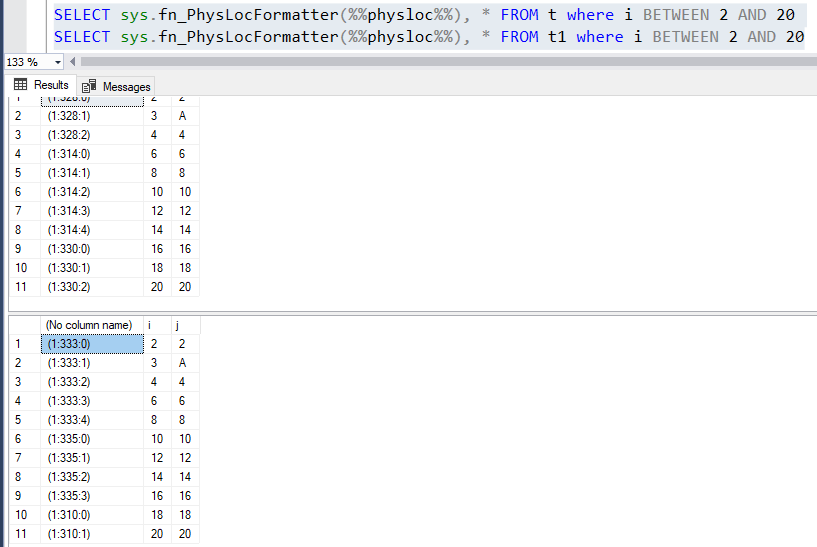 SELECT sys.fn_PhysLocFormatter(%%physloc%%), * FROM t where i BETWEEN 2 AND 20
SELECT sys.fn_PhysLocFormatter(%%physloc%%), * FROM t1 where i BETWEEN 2 AND 20
133 %
Results Messages
1 (1:328:0) 2 2
2 (1:328:1) 3 A
3 (1:328:2) 4 4
4 (1:314:0) 6 6
5 (1:314:1) 8 8
6 (1:314:2) 10 10
7 (1:314:3) 12 12
8 (1:314:4) 14 14
9 (1:330:0) 16 16
10 (1:330:1) 18 18
11 (1:330:2) 20 20
(No column name) i j
1 (1:333:0) 2 2
2 (1:333:1) 3 A
3 (1:333:2) 4 4
4 (1:333:3) 6 6
5 (1:333:4) 8 8
6 (1:335:0) 10 10
7 (1:335:1) 12 12
8 (1:335:2) 14 14
9 (1:335:3) 16 16
10 (1:310:0) 18 18
11 (1:310:1) 20 20